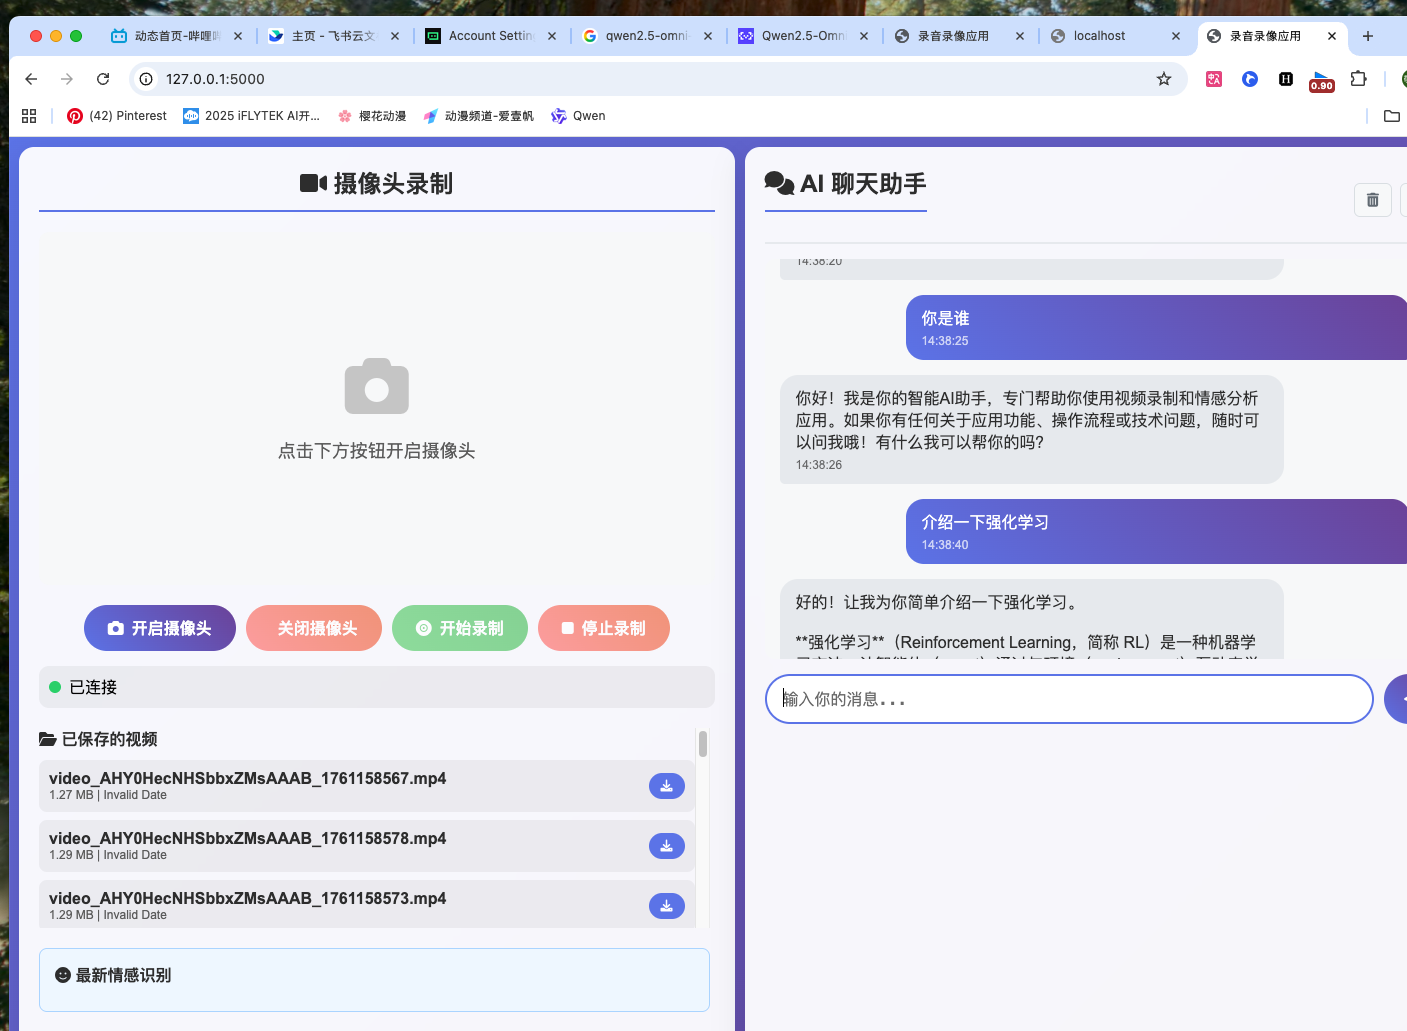 动态首页-哔哩
主页 - 飞书云文
Account Setting
qwen2.5-omni-
Qwen2.5-Omn
录音录像应用
localhost
录音录像应用
127.0.0.1:5000
0.90
(42) Pinterest
2025 iFLYTEK AI开...
樱花动漫
动漫频道-爱壹帆
Qwen
摄像头录制
点击下方按钮开启摄像头
开启摄像头
关闭摄像头
开始录制
停止录制
已连接
已保存的视频
video_AHY0HecNHSbbxZMsAAAB_1761158567.mp4
1.27 MB | Invalid Date
video_AHY0HecNHSbbxZMsAAAB_1761158578.mp4
1.29 MB | Invalid Date
video_AHY0HecNHSbbxZMsAAAB_1761158573.mp4
1.29 MB | Invalid Date
最新情感识别
AI 聊天助手
14:38:20
你是谁
14:38:25
你好！我是你的智能AI助手，专门帮助你使用视频录制和情感分析
应用。如果你有任何关于应用功能、操作流程或技术问题，随时可
以问我哦！有什么我可以帮你的吗?
14:38:26
介绍一下强化学习
14:38:40
好的！让我为你简单介绍一下强化学习。
**强化学习**（Reinforcement Learning，简称 RL）是一种机器学
输入你的消息...